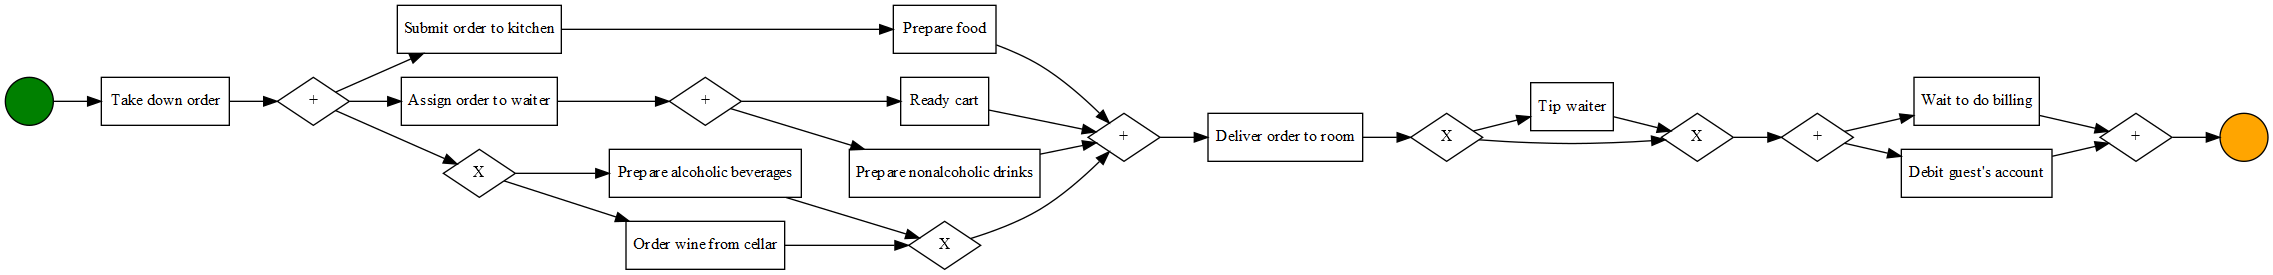 Take down order
+
Submit order to kitchen
Assign order to waiter
X
+
Prepare alcoholic beverages
Order wine from cellar
Prepare food
Ready cart
Prepare nonalcoholic drinks
X
+
Deliver order to room
X
Tip waiter
X
+
Wait to do billing
Debit guest's account
+